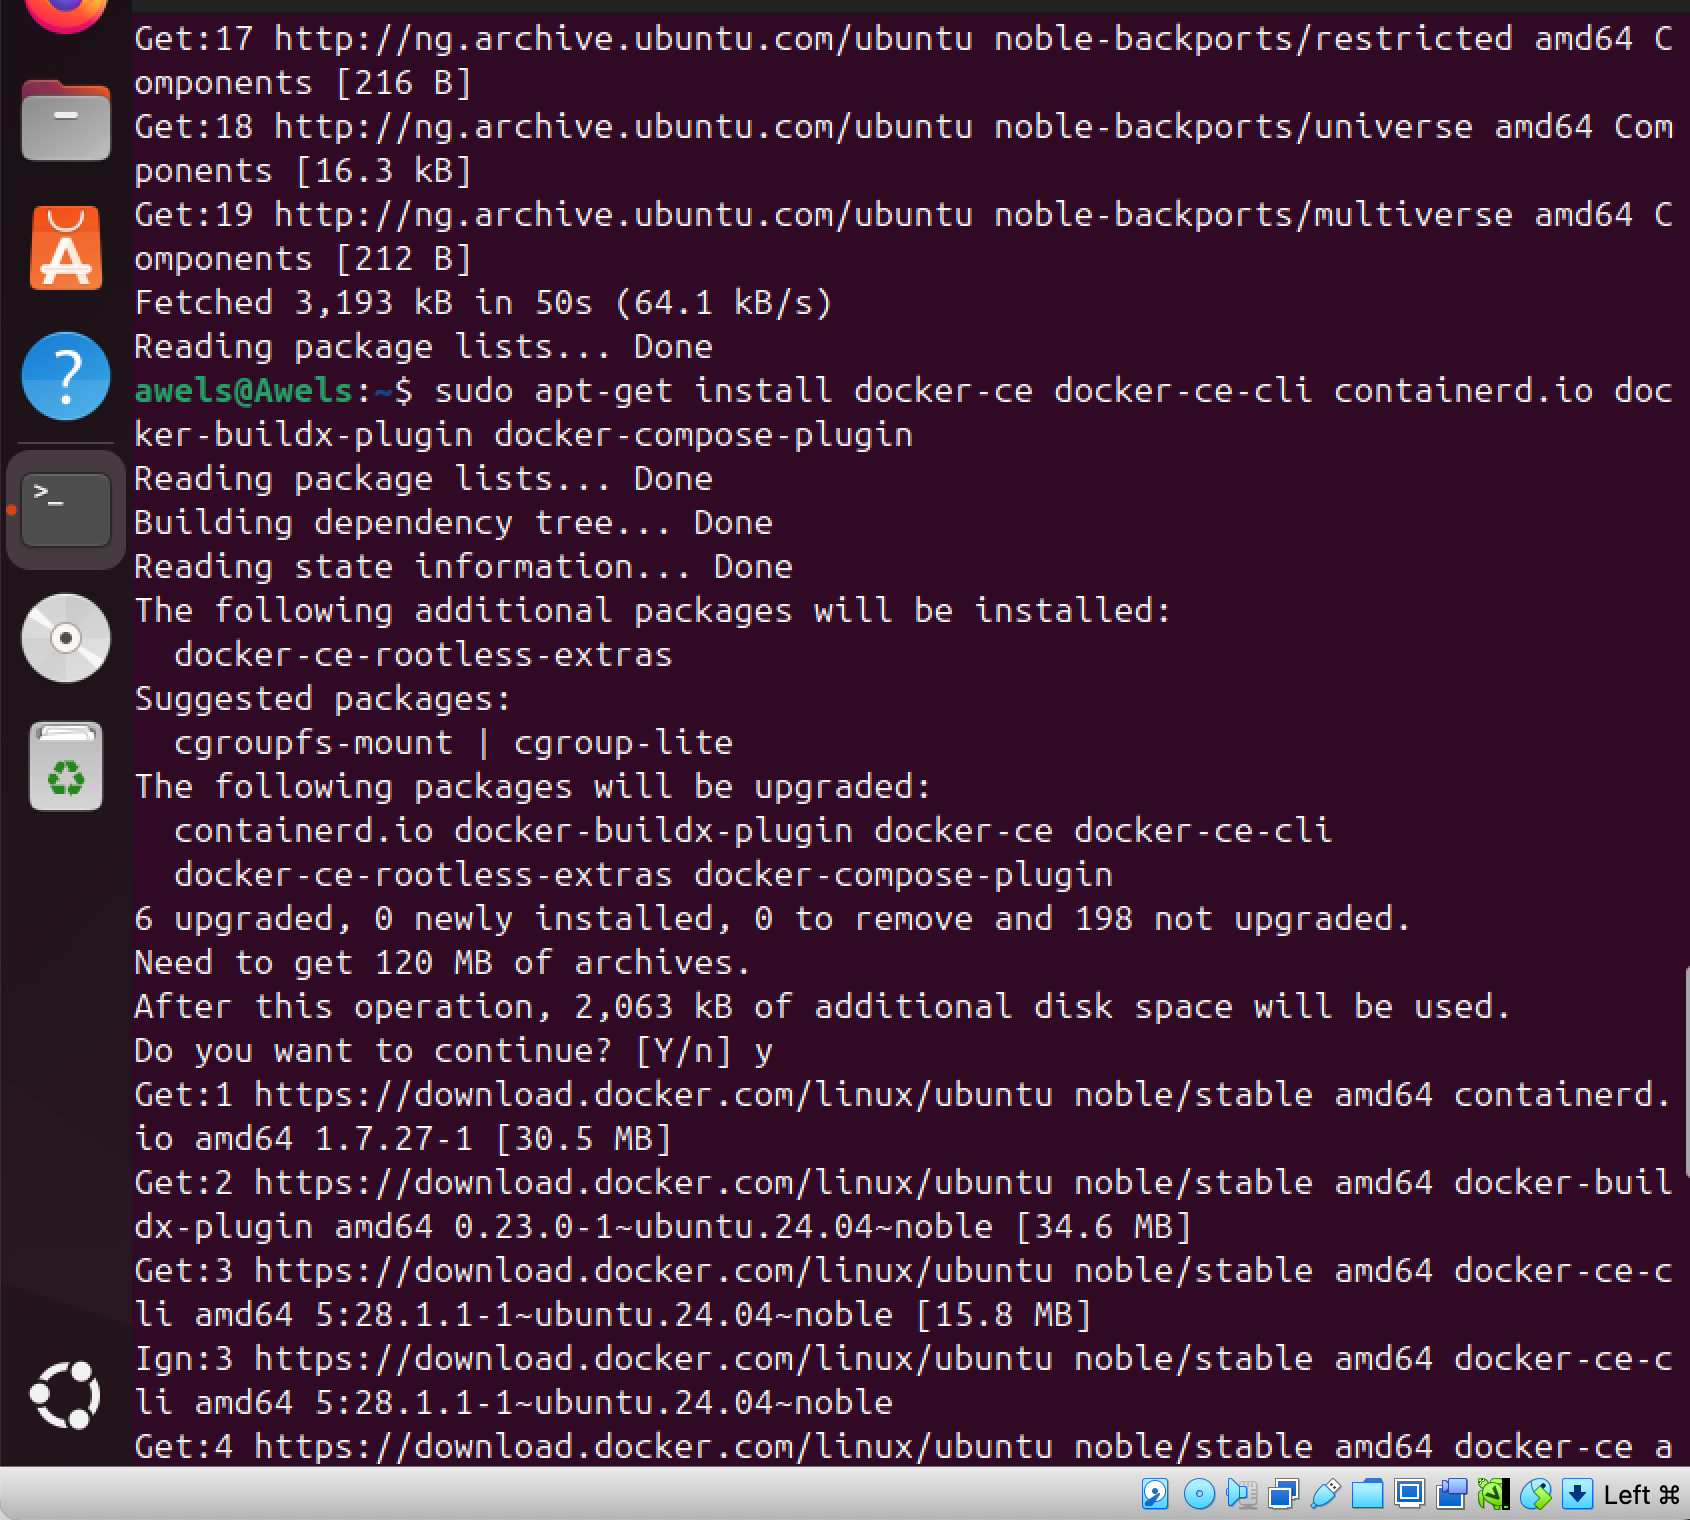 Get:17 http://ng.archive.ubuntu.com/ubuntu noble-backports/restricted amd64 C
omponents [216 B]
Get:18 http://ng.archive.ubuntu.com/ubuntu noble-backports/universe amd64 Com
ponents [16.3 kB]
Get:19 http://ng.archive.ubuntu.com/ubuntu noble-backports/multiverse amd64 C
omponents [212 B]
Fetched 3,193 kB in 50s (64.1 kB/s)
Reading package lists... Done
awels@Awels:~$ sudo apt-get install docker-ce docker-ce-cli containerd.io doc
ker-buildx-plugin docker-compose-plugin
Reading package lists... Done
Building dependency tree... Done
Reading state information... Done
The following additional packages will be installed:
  docker-ce-rootless-extras
Suggested packages:
  cgroupfs-mount | cgroup-lite
The following packages will be upgraded:
  containerd.io docker-buildx-plugin docker-ce docker-ce-cli
  docker-ce-rootless-extras docker-compose-plugin
6 upgraded, 0 newly installed, 0 to remove and 198 not upgraded.
Need to get 120 MB of archives.
After this operation, 2,063 kB of additional disk space will be used.
Do you want to continue? [Y/n] y
Get:1 https://download.docker.com/linux/ubuntu noble/stable amd64 containerd.
io amd64 1.7.27-1 [30.5 MB]
Get:2 https://download.docker.com/linux/ubuntu noble/stable amd64 docker-buil
dx-plugin amd64 0.23.0-1~ubuntu.24.04~noble [34.6 MB]
Get:3 https://download.docker.com/linux/ubuntu noble/stable amd64 docker-ce-c
li amd64 5:28.1.1-1~ubuntu.24.04~noble [15.8 MB]
Ign:3 https://download.docker.com/linux/ubuntu noble/stable amd64 docker-ce-c
li amd64 5:28.1.1-1~ubuntu.24.04~noble
Get:4 https://download.docker.com/linux/ubuntu noble/stable amd64 docker-ce a
Left ⌘